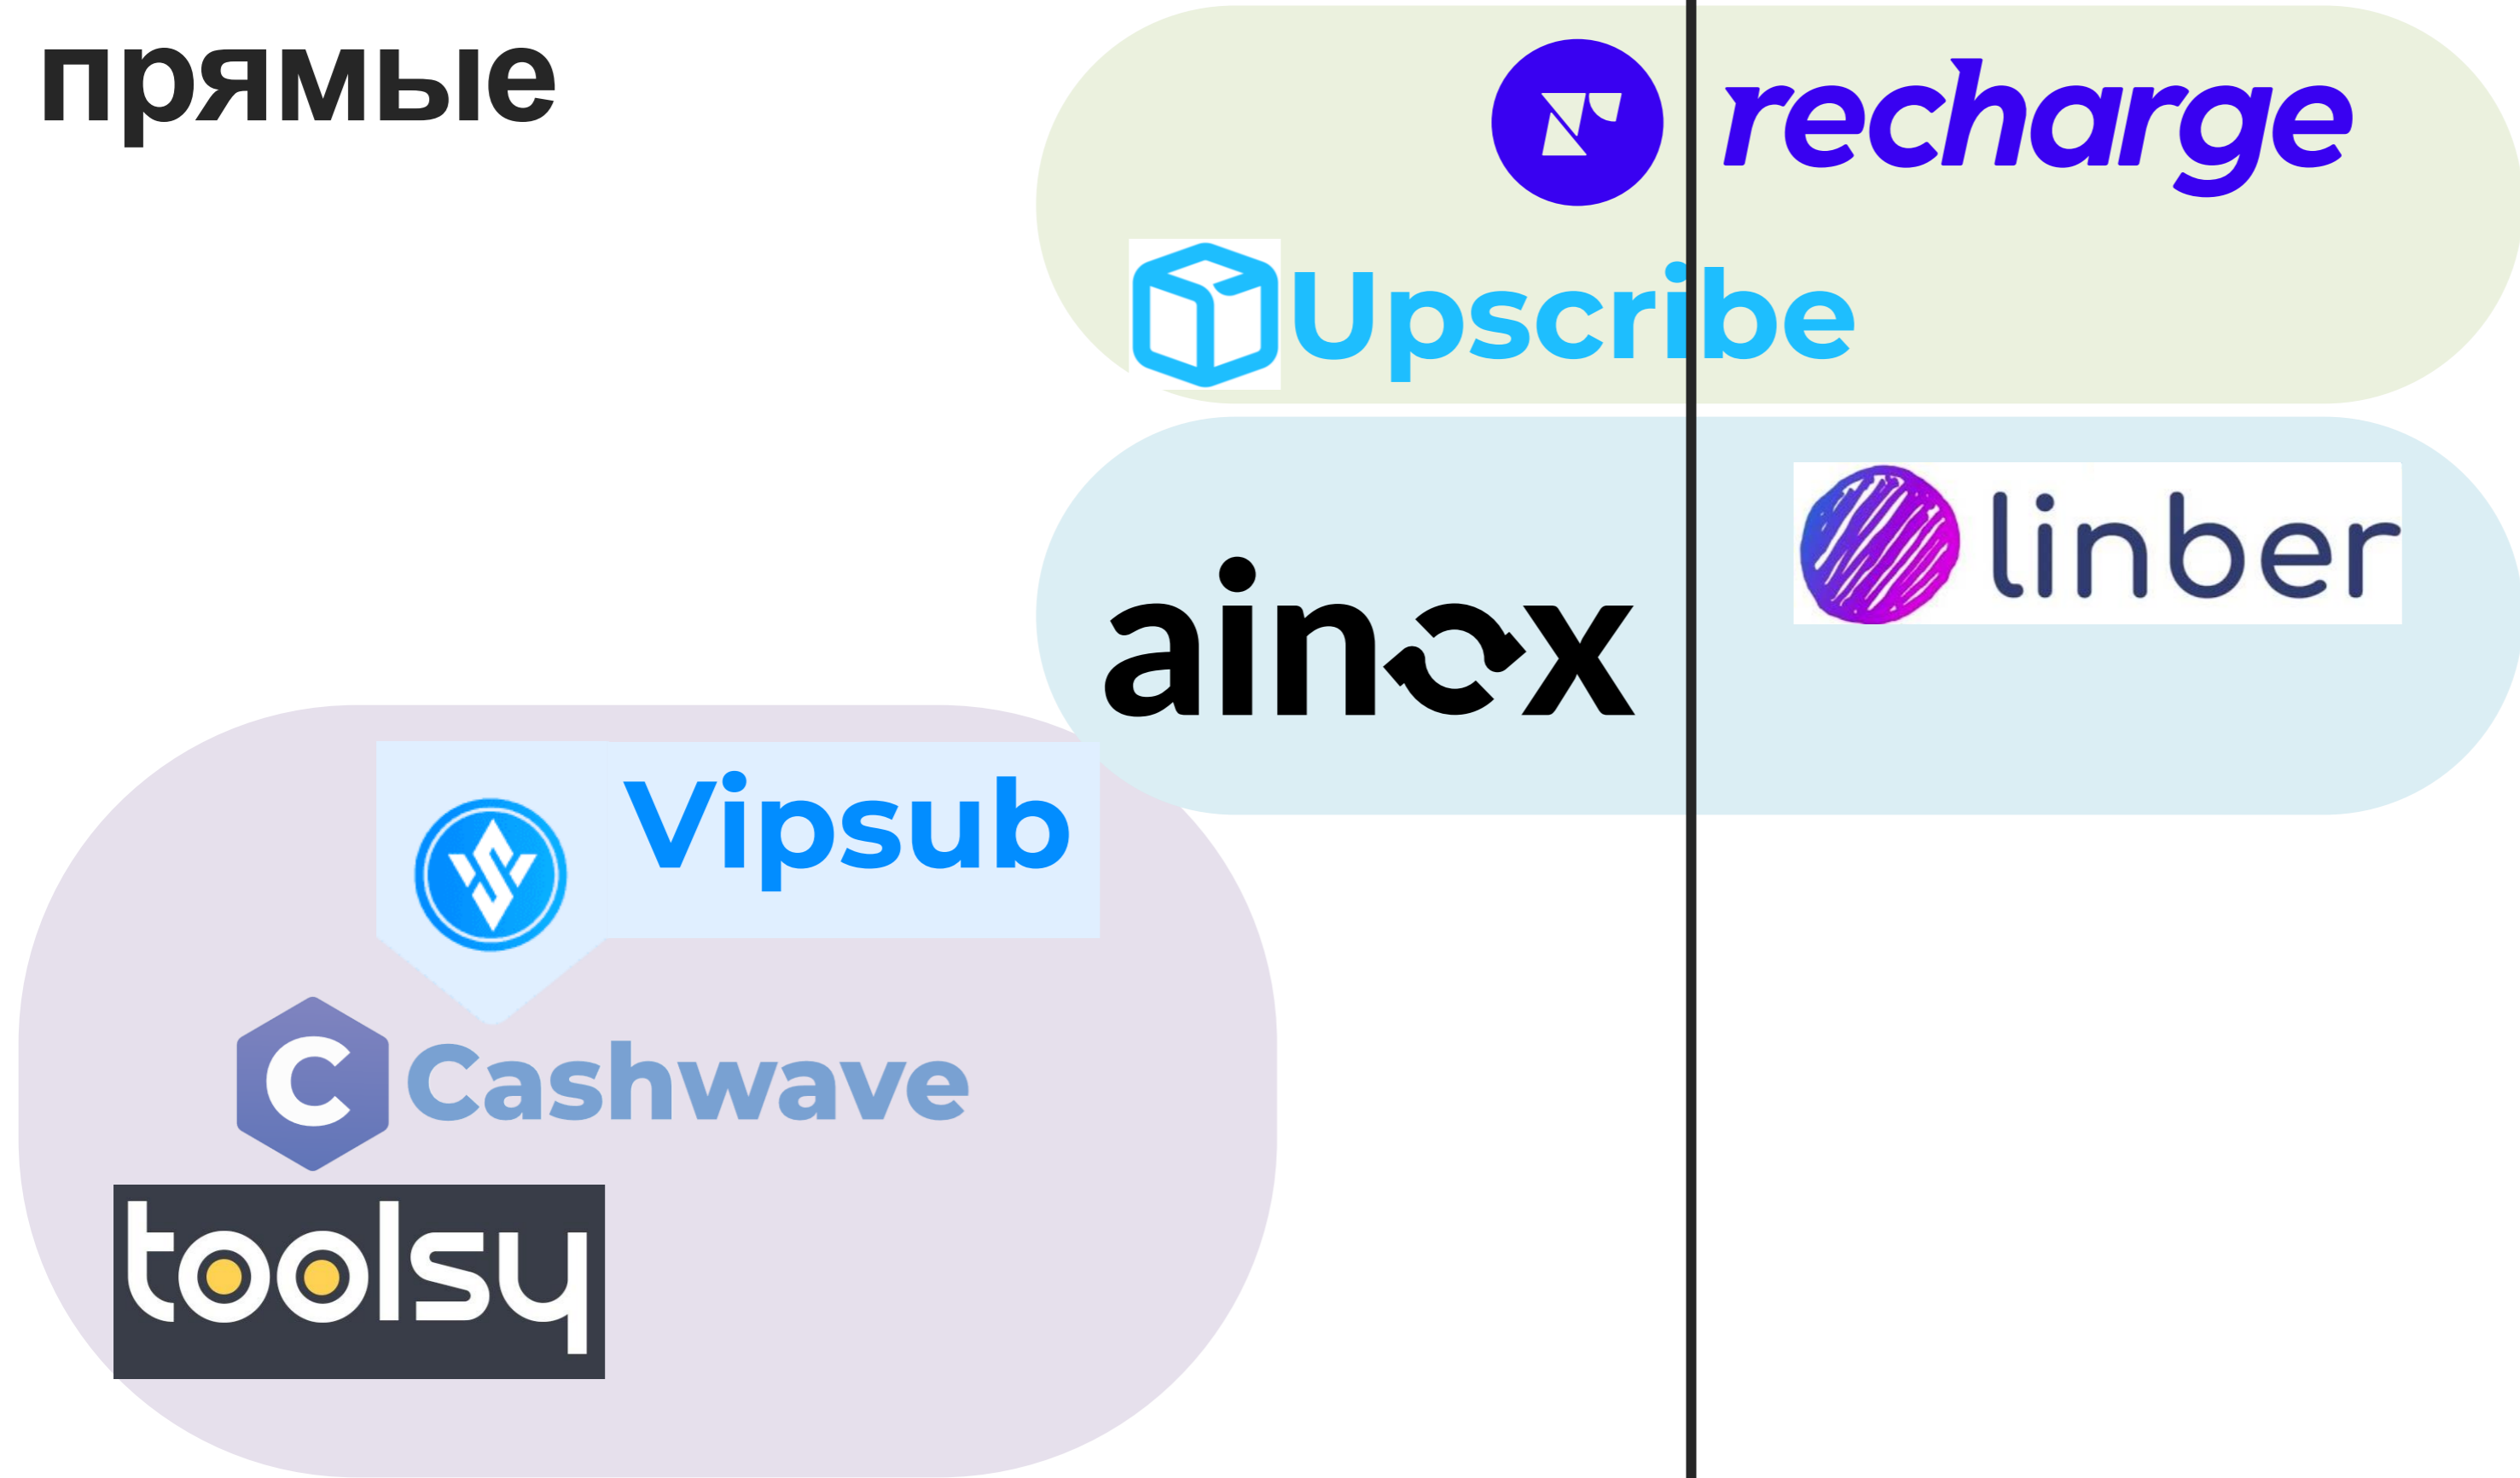 прямые
recharge
Upscribe
linber
ainox
Vipsub
C Cashwave
toolsy